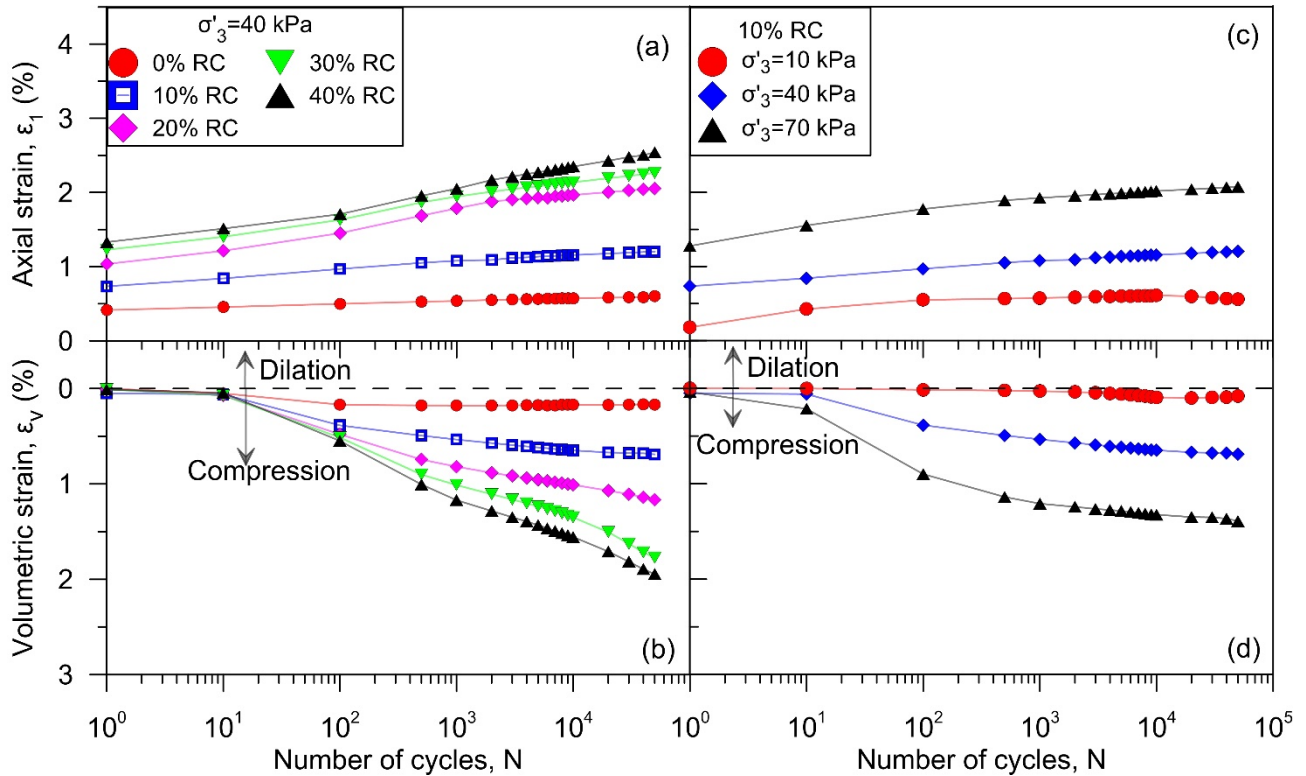 σ'3=40 kPa
0% RC
10% RC
20% RC
30% RC
40% RC
(a)
10% RC
σ'3=10 kPa
σ'3=40 kPa
σ'3=70 kPa
(c)
Axial strain, ε1 (%)
4
3
2
1
0
Dilation
Compression
(b)
Dilation
Compression
(d)
Volumetric strain, εv (%)
0
1
2
3
10^0 10^1 10^2 10^3 10^4 10^0 10^1 10^2 10^3 10^4 10^5
Number of cycles, N
Number of cycles, N